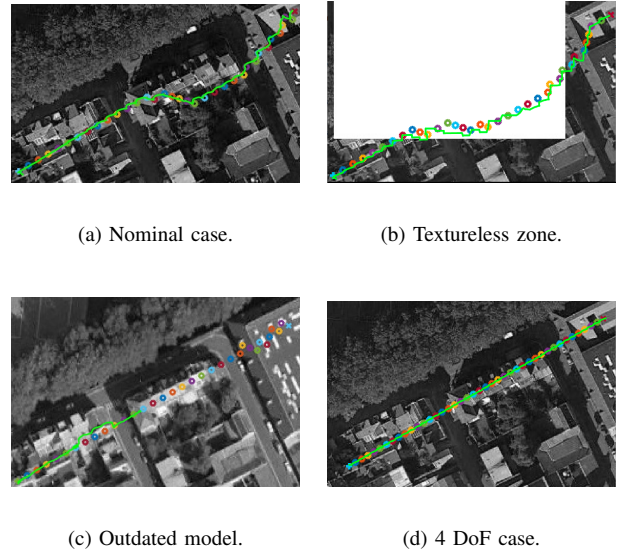 (a) Nominal case.
(b) Textureless zone.
(c) Outdated model.
(d) 4 DoF case.